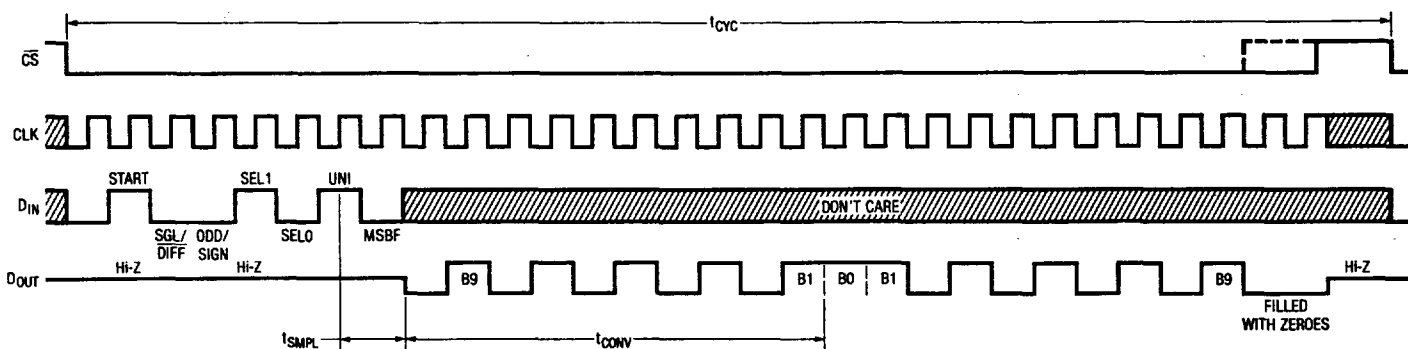 tCYC
CS
CLK
START SEL1 UNI
DIN
DON'T CARE
SGL/ ODD/ SEL0 MSBF
DIFF SIGN
Hi-Z Hi-Z Hi-Z
DOUT
B9 B1 B0 B1 B9
FILLED
WITH ZEROES
tSMPL tCONV